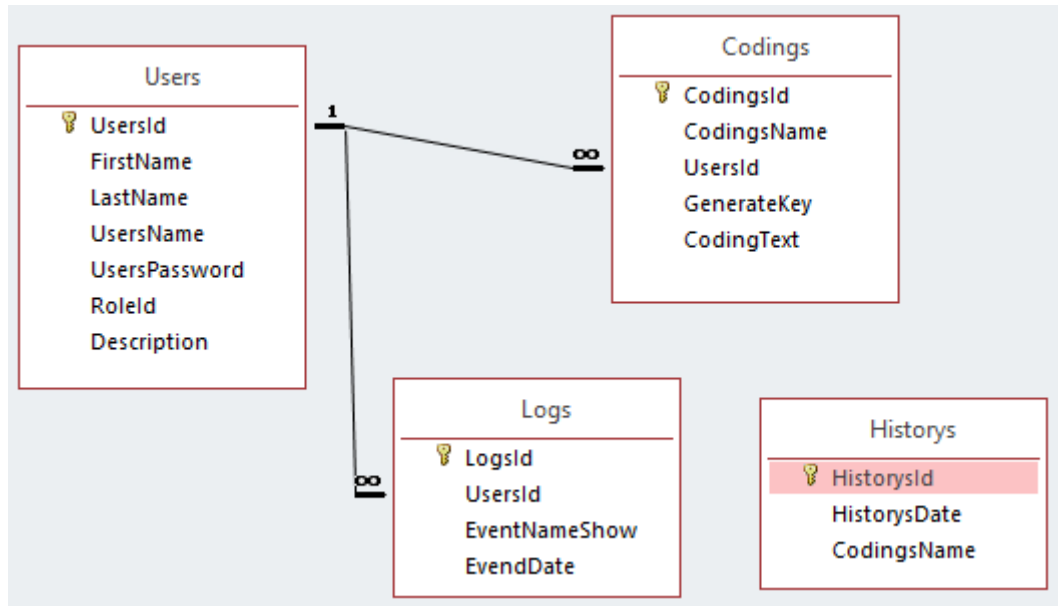 Users
UsersId
FirstName
LastName
UsersName
UsersPassword
RoleId
Description
1
∞
∞
Codings
CodingsId
CodingsName
UsersId
GenerateKey
CodingText
Logs
LogsId
UsersId
EventNameShow
EvendDate
Historys
HistorysId
HistorysDate
CodingsName